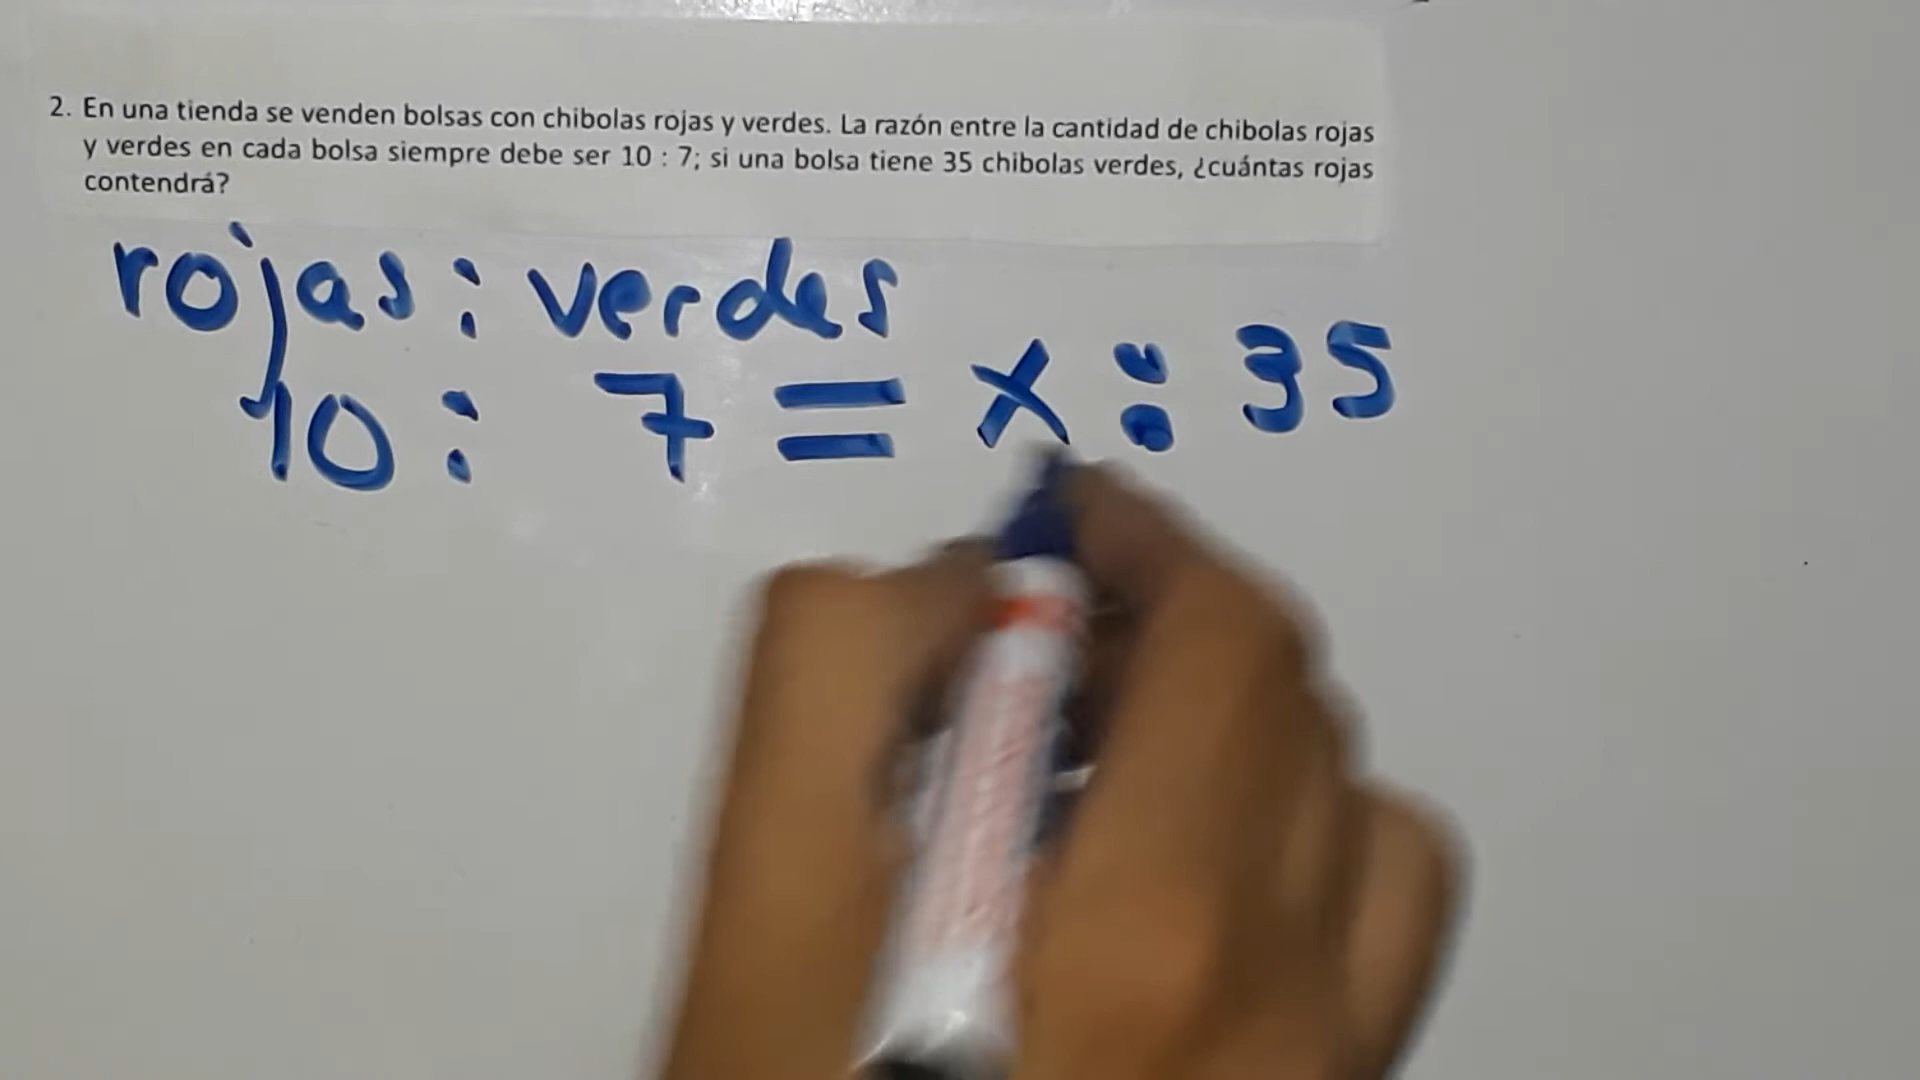 2. En una tienda se venden bolsas con chibolas rojas y verdes. La razón entre la cantidad de chibolas rojas
y verdes en cada bolsa siempre debe ser 10 : 7; si una bolsa tiene 35 chibolas verdes, ¿cuántas rojas
contendrá?
rojas : verdes
10 : 7 = x : 35